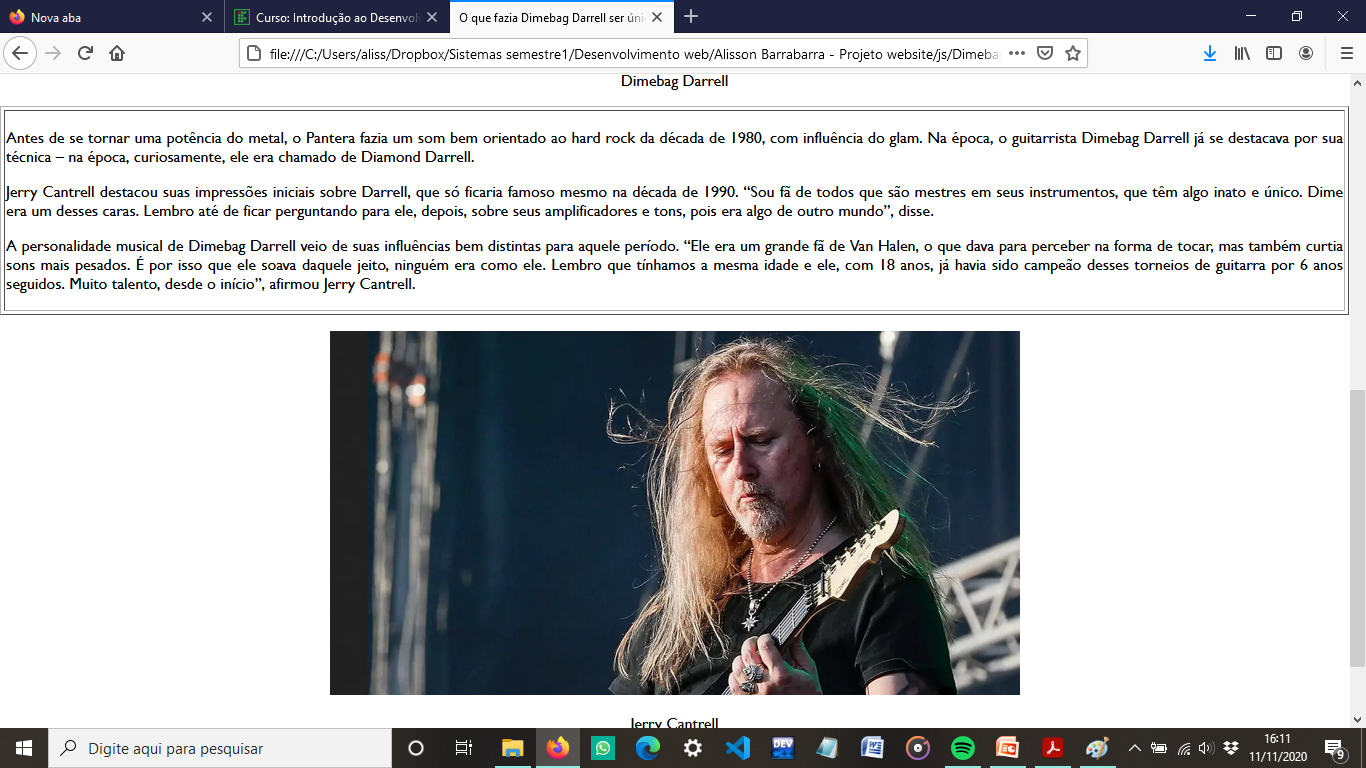 Nova aba
Curso: Introdução ao Desenvol
O que fazia Dimebag Darrell ser úni
file:///C:/Users/aliss/Dropbox/Sistemas semestre1/Desenvolvimento web/Alisson Barrabarra - Projeto website/js/Dimeba
Dimebag Darrell
Antes de se tornar uma potência do metal, o Pantera fazia um som bem orientado ao hard rock da década de 1980, com influência do glam. Na época, o guitarrista Dimebag Darrell já se destacava por sua
técnica – na época, curiosamente, ele era chamado de Diamond Darrell.
Jerry Cantrell destacou suas impressões iniciais sobre Darrell, que só ficaria famoso mesmo na década de 1990. “Sou fã de todos que são mestres em seus instrumentos, que têm algo inato e único. Dime
era um desses caras. Lembro até de ficar perguntando para ele, depois, sobre seus amplificadores e tons, pois era algo de outro mundo”, disse.
A personalidade musical de Dimebag Darrell veio de suas influências bem distintas para aquele período. “Ele era um grande fã de Van Halen, o que dava para perceber na forma de tocar, mas também curtia
sons mais pesados. É por isso que ele soava daquele jeito, ninguém era como ele. Lembro que tínhamos a mesma idade e ele, com 18 anos, já havia sido campeão desses torneios de guitarra por 6 anos
seguidos. Muito talento, desde o início”, afirmou Jerry Cantrell.
Jerry Cantrell
Digite aqui para pesquisar
DEV
16:11
11/11/2020
9